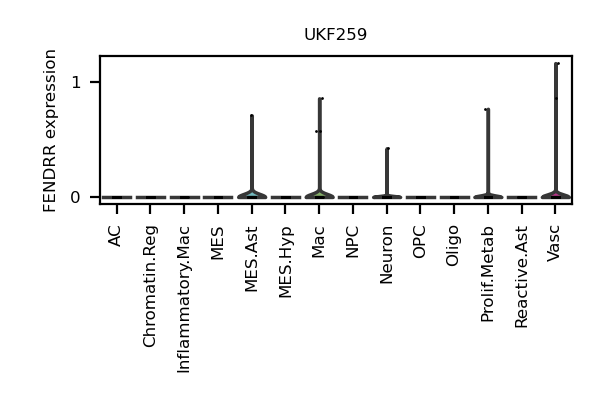 UKF259
FENDRR expression
1
0
AC
Chromatin.Reg
Inflammatory.Mac
MES
MES.Ast
MES.Hyp
Mac
NPC
Neuron
OPC
Oligo
Prolif.Metab
Reactive.Ast
Vasc